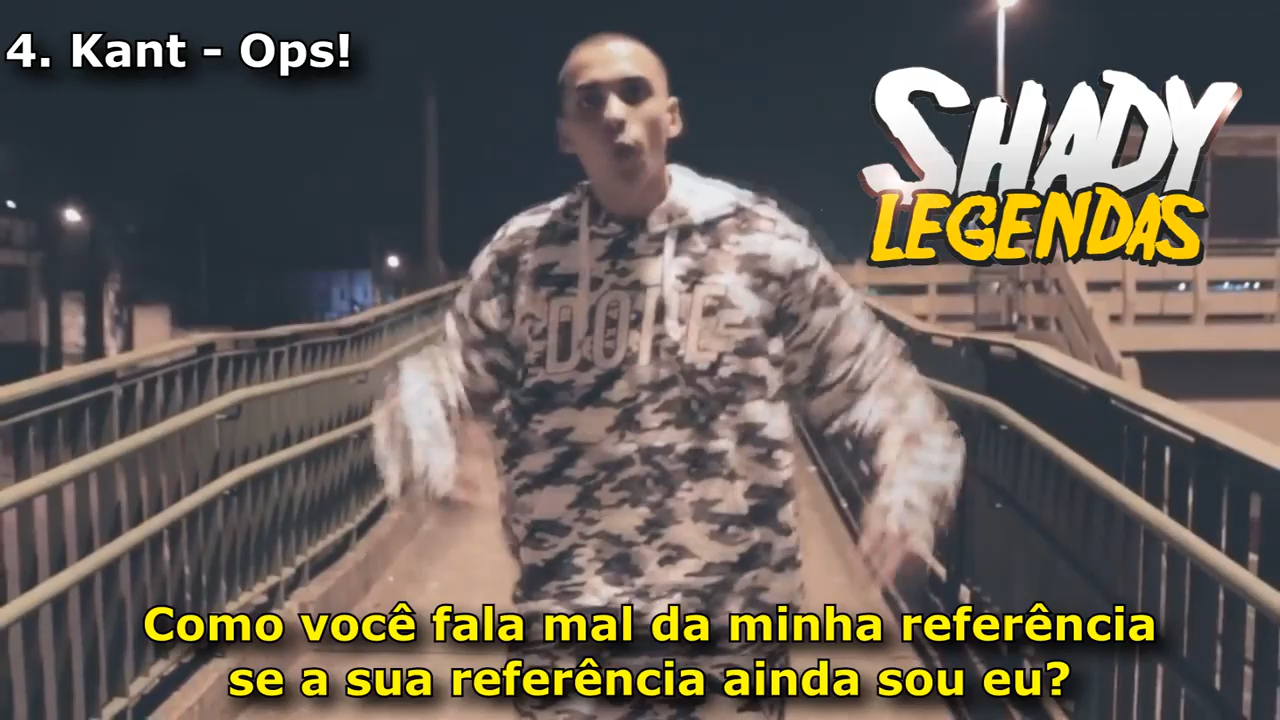 4. Kant - Ops!
SHADY
LEGENDAS
DOPE
Como você fala mal da minha referência
se a sua referência ainda sou eu?